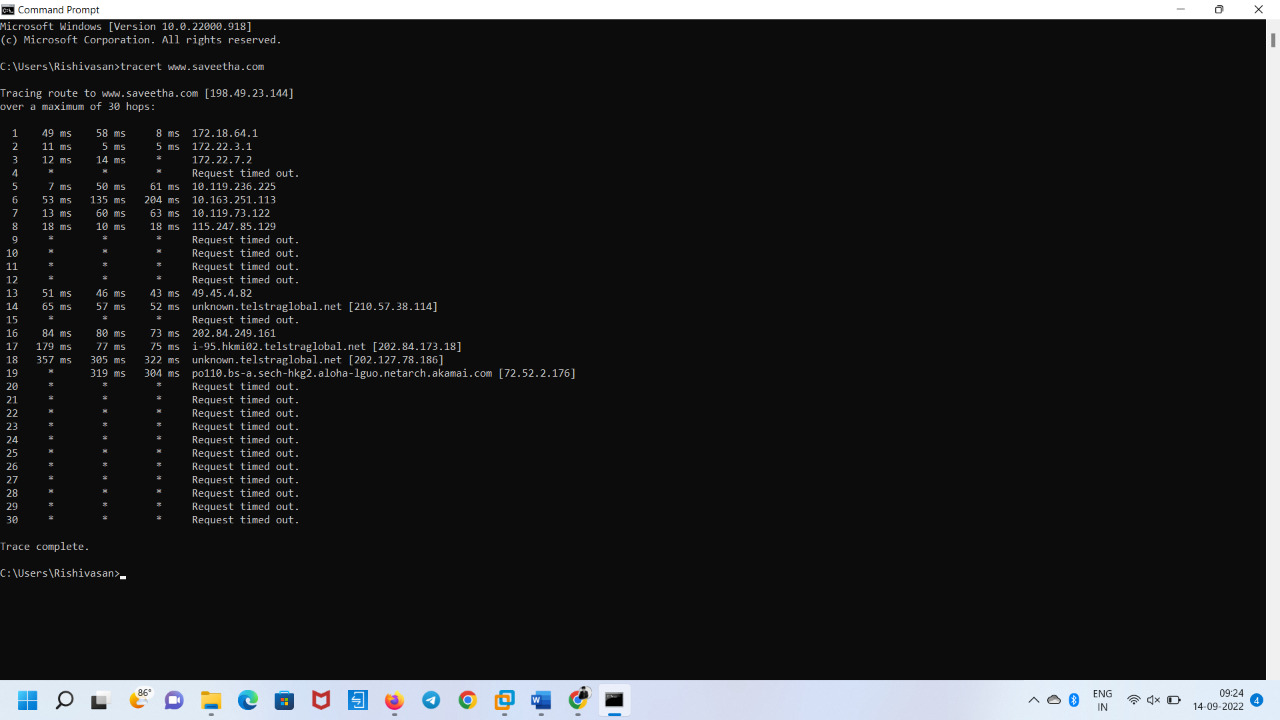 Command Prompt
Microsoft Windows [Version 10.0.22000.918]
(c) Microsoft Corporation. All rights reserved.
C:\Users\Rishivasan>tracert www.saveetha.com
Tracing route to www.saveetha.com [198.49.23.144]
over a maximum of 30 hops:
1 49 ms 58 ms 8 ms 172.18.64.1
2 11 ms 5 ms 5 ms 172.22.3.1
3 12 ms 14 ms * 172.22.7.2
4 * * * Request timed out.
5 7 ms 50 ms 61 ms 10.119.236.225
6 53 ms 135 ms 204 ms 10.163.251.113
7 13 ms 60 ms 63 ms 10.119.73.122
8 18 ms 10 ms 18 ms 115.247.85.129
9 * * * Request timed out.
10 * * * Request timed out.
11 * * * Request timed out.
12 * * * Request timed out.
13 51 ms 46 ms 43 ms 49.45.4.82
14 65 ms 57 ms 52 ms unknown.telstraglobal.net [210.57.38.114]
15 * * * Request timed out.
16 84 ms 80 ms 73 ms 202.84.249.161
17 179 ms 77 ms 75 ms i-95.hkmi02.telstraglobal.net [202.84.173.18]
18 357 ms 305 ms 322 ms unknown.telstraglobal.net [202.127.78.186]
19 * 319 ms 304 ms po110.bs-a.sech-hkg2.aloha-lguo.netarch.akamai.com [72.52.2.176]
20 * * * Request timed out.
21 * * * Request timed out.
22 * * * Request timed out.
23 * * * Request timed out.
24 * * * Request timed out.
25 * * * Request timed out.
26 * * * Request timed out.
27 * * * Request timed out.
28 * * * Request timed out.
29 * * * Request timed out.
30 * * * Request timed out.
Trace complete.
C:\Users\Rishivasan>
86°
ENG
IN
09:24
14-09-2022
4